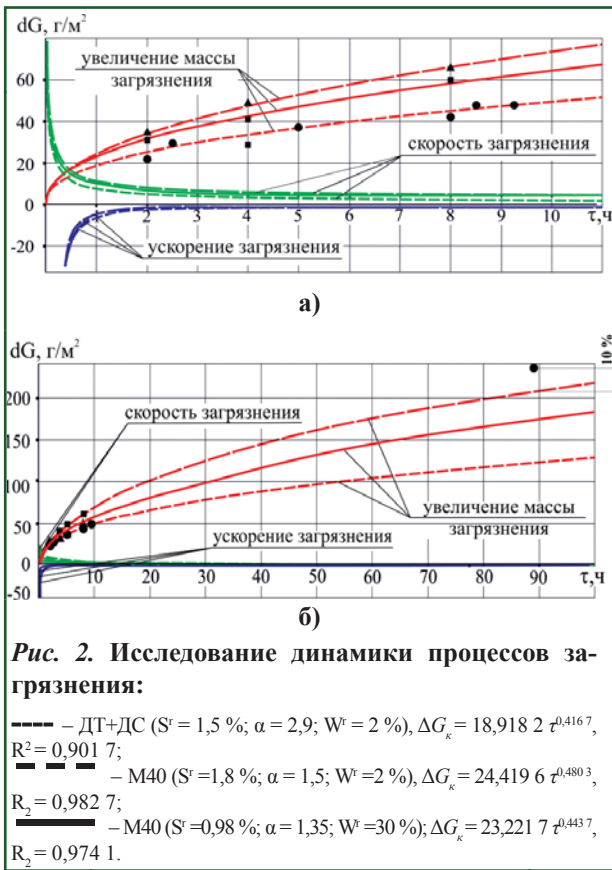 dG, г/м²
60
40
20
0
-20
увеличение массы
загрязнения
скорость загрязнения
ускорение загрязнения
2
3
4
5
6
7
8
9
10
τ,ч
а)
dG, г/м²
10 %
200
150
100
50
0
-50
скорость загрязнения
увеличение массы
загрязнения
ускорение загрязнения
10
20
30
40
50
60
70
80
90
τ,ч
б)
Рис. 2. Исследование динамики процессов за-
грязнения:
– ДТ+ДС (Sʳ = 1,5 %; α = 2,9; Wʳ = 2 %), ΔGₖ = 18,918 2 τ^0,416 7,
R² = 0,901 7;
– М40 (Sʳ =1,8 %; α = 1,5; Wʳ =2 %), ΔGₖ = 24,419 6 τ^0,480 3,
R₂ = 0,982 7;
– М40 (Sʳ =0,98 %; α = 1,35; Wʳ =30 %); ΔGₖ = 23,221 7 τ^0,443 7,
R₂ = 0,974 1.